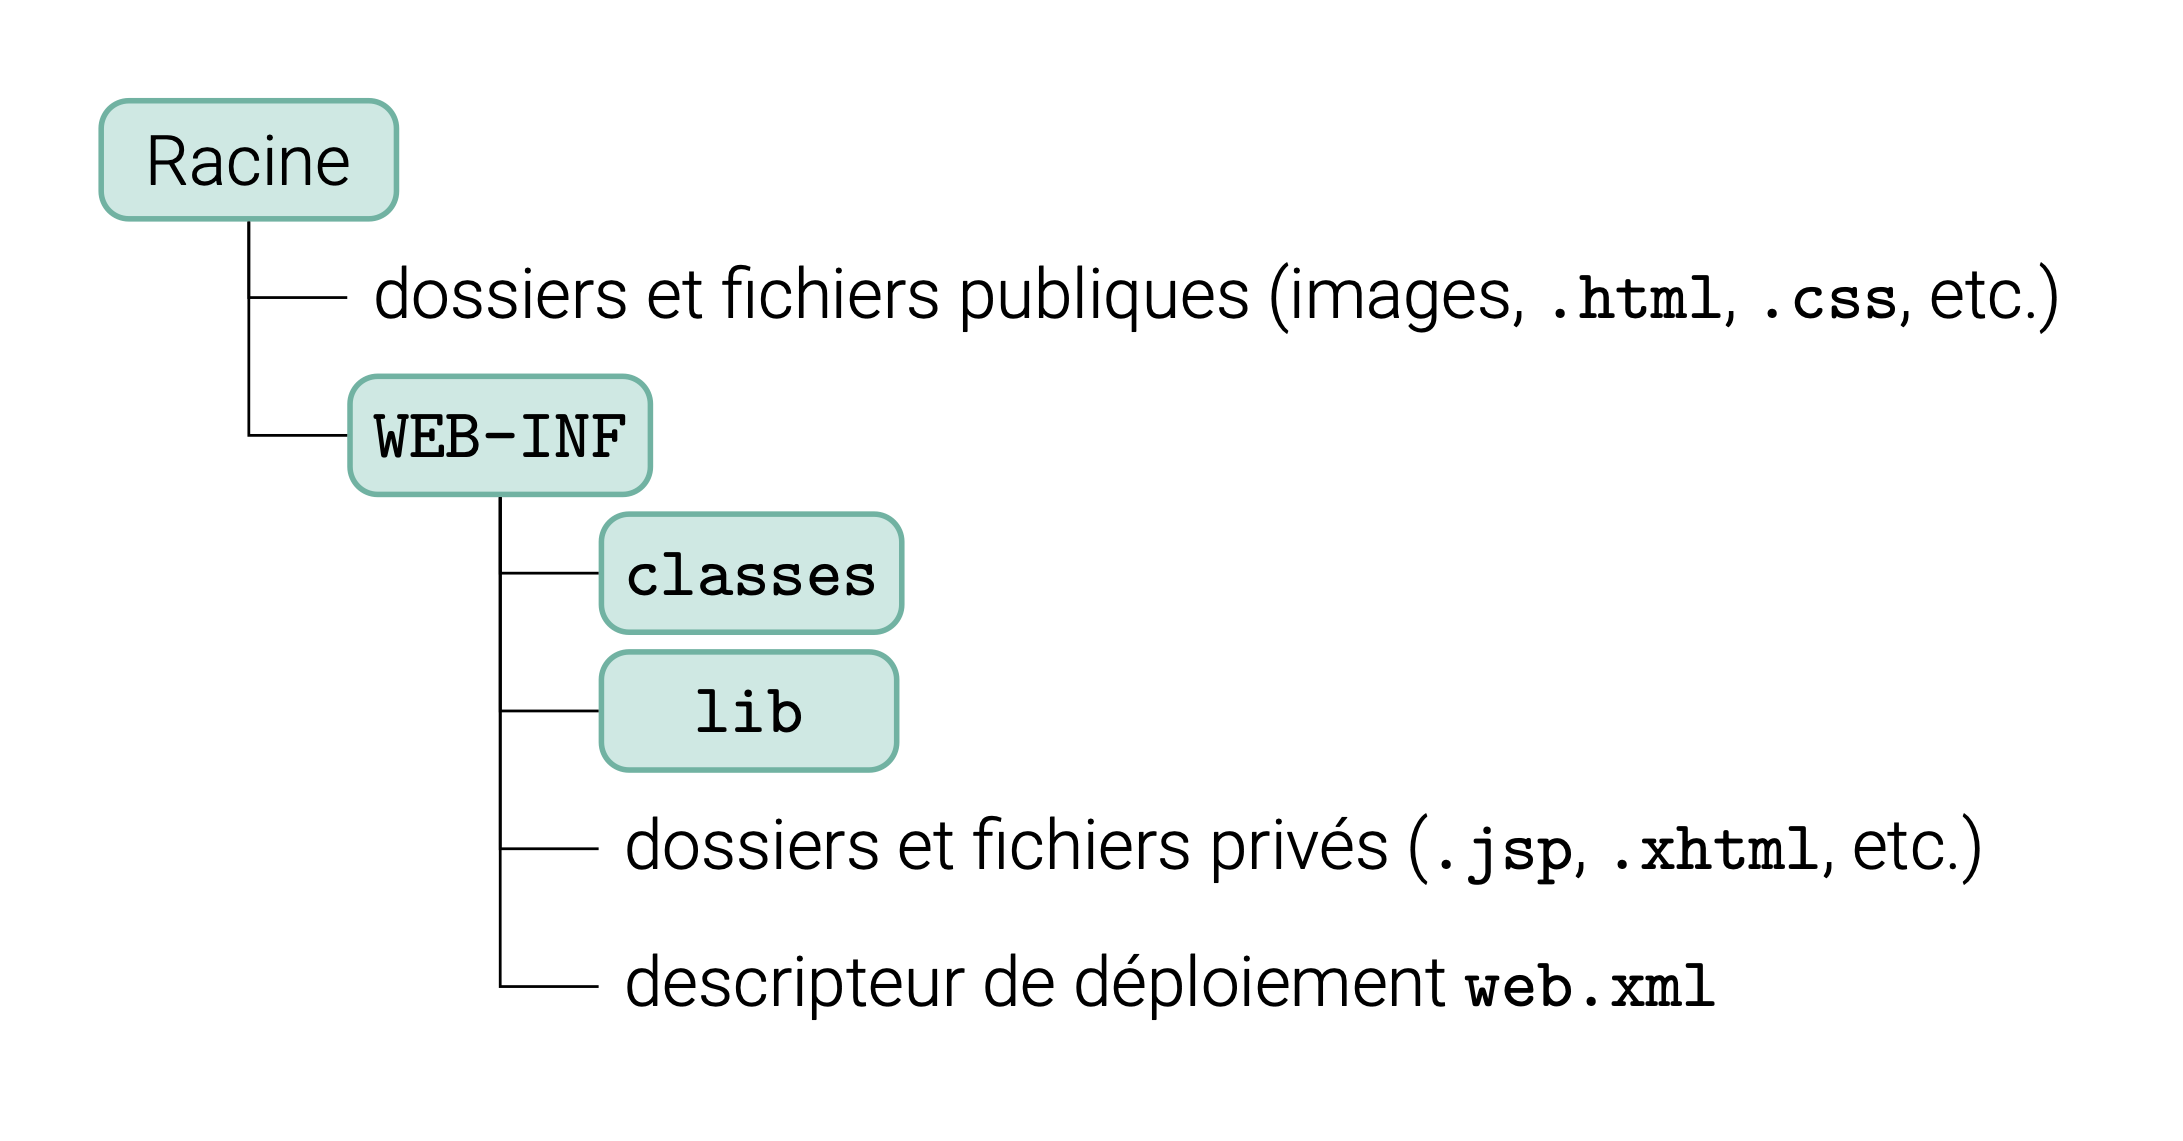 Racine
dossiers et fichiers publiques (images, .html, .css, etc.)
WEB-INF
classes
lib
dossiers et fichiers privés (.jsp, .xhtml, etc.)
descripteur de déploiement web.xml